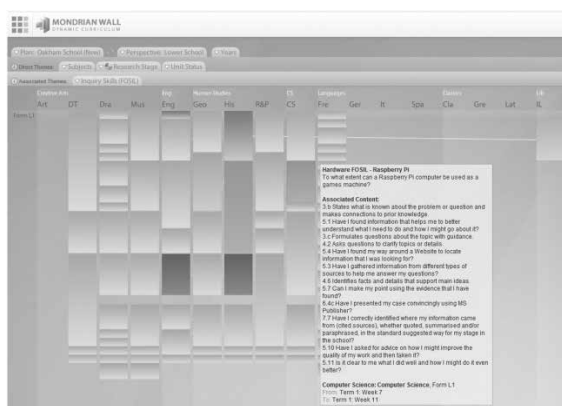 MONDRIAN WALL
DYNAMIC CURRICULUM
Plan: Oakham School (New)
Perspective: Lower School
Years
Direct Themes:
Subjects
Research Stage
Unit Status
Associated Themes:
Inquiry Skills (FOSIL)
Creative Arts
Eng
Human Studies
CS
Languages
Classics
Lib
Art DT Dra Mus Eng Geo His R&P CS Fre Ger It Spa Cla Gre Lat IL
Form L1
Hardware FOSIL - Raspberry Pi
To what extent can a Raspberry Pi computer be used as a
games machine?
Associated Content:
3.b States what is known about the problem or question and
makes connections to prior knowledge.
5.1 Have I found information that helps me to better
understand what I need to do and how I might go about it?
3.c Formulates questions about the topic with guidance.
4.2 Asks questions to clarify topics or details.
5.4 Have I found my way around a Website to locate
information that I was looking for?
5.3 Have I gathered information from different types of
sources to help me answer my questions?
4.6 Identifies facts and details that support main ideas.
5.7 Can I make my point using the evidence that I have
found?
6.4c Have I presented my case convincingly using MS
Publisher?
7.7 Have I correctly identified where my information came
from (cited sources), whether quoted, summarised and/or
paraphrased, in the standard suggested way for my stage in
the school?
5.10 Have I asked for advice on how I might improve the
quality of my work and then taken it?
5.11 Is it clear to me what I did well and how I might do it even
better?
Computer Science: Computer Science, Form L1
From: Term 1: Week 7
To: Term 1: Week 11